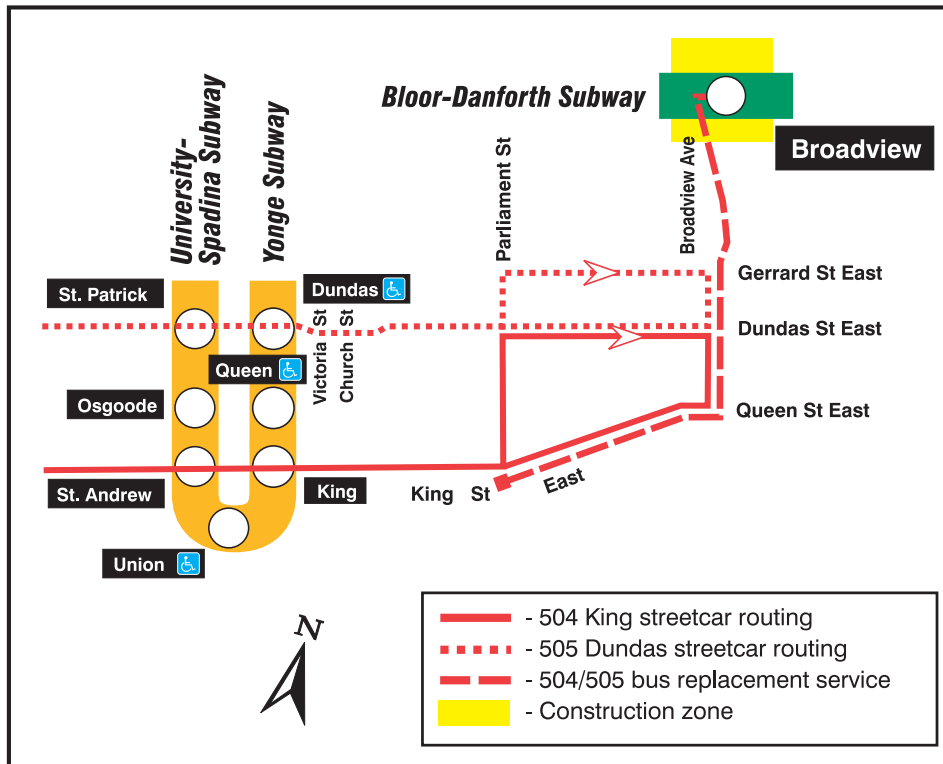 Bloor-Danforth Subway
Broadview
University-
Spadina Subway
Yonge Subway
Parliament St
Broadview Ave
St. Patrick
Dundas
Victoria St
Church St
Gerrard St East
Dundas St East
Queen
Osgoode
Queen St East
St. Andrew
King
King St East
Union
N
- 504 King streetcar routing
- 505 Dundas streetcar routing
- 504/505 bus replacement service
- Construction zone